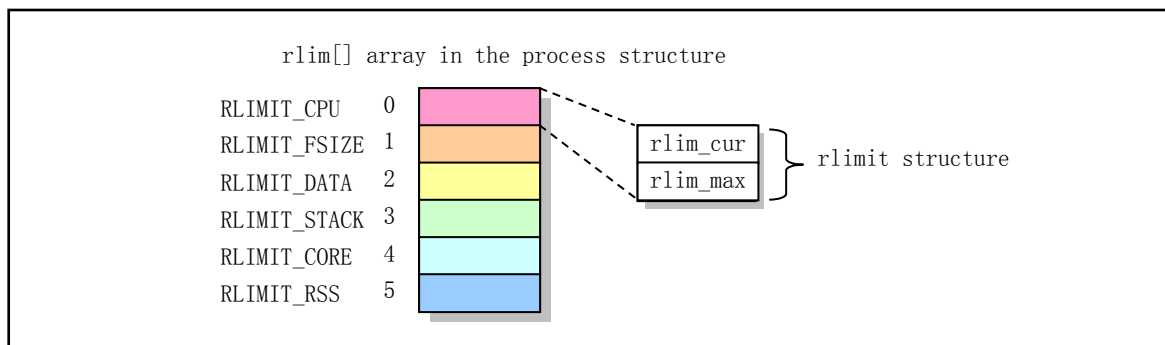 rlim[] array in the process structure
RLIMIT_CPU 0
RLIMIT_FSIZE 1
RLIMIT_DATA 2
RLIMIT_STACK 3
RLIMIT_CORE 4
RLIMIT_RSS 5
rlim_cur
rlim_max
rlimit structure